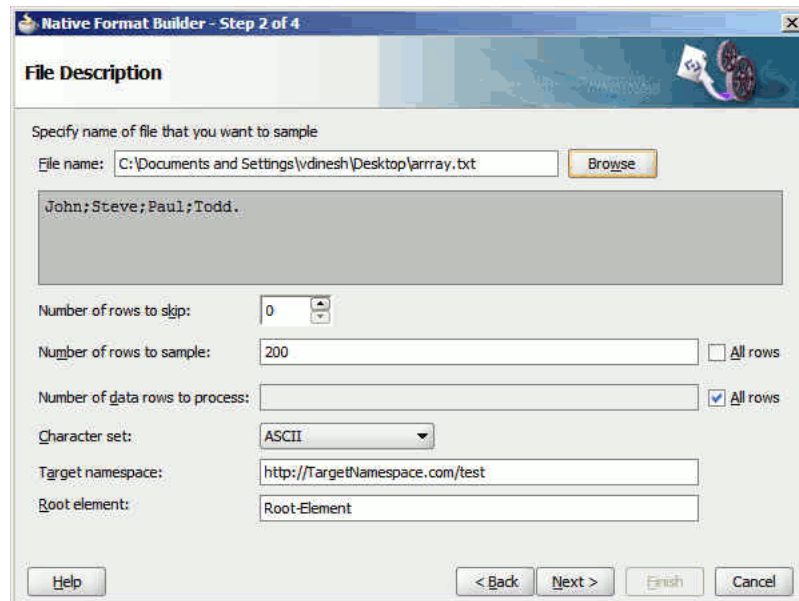 Native Format Builder - Step 2 of 4
File Description
Specify name of file that you want to sample
File name: C:\Documents and Settings\vdinesh\Desktop\arrray.txt Browse
John;Steve;Paul;Todd.
Number of rows to skip: 0
Number of rows to sample: 200 All rows
Number of data rows to process: All rows
Character set: ASCII
Target namespace: http://TargetNamespace.com/test
Root element: Root-Element
Help < Back Next > Finish Cancel